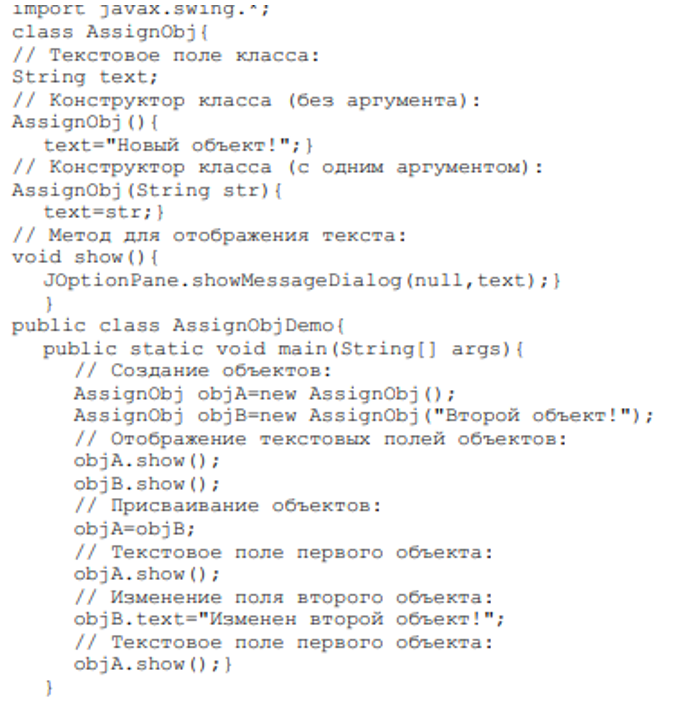 import javax.swing.*;
class AssignObj{
// Текстовое поле класса:
String text;
// Конструктор класса (без аргумента):
AssignObj(){
text="Новый объект!";}
// Конструктор класса (с одним аргументом):
AssignObj(String str){
text=str;}
// Метод для отображения текста:
void show(){
JOptionPane.showMessageDialog(null,text);}
}
public class AssignObjDemo{
public static void main(String[] args){
// Создание объектов:
AssignObj objA=new AssignObj();
AssignObj objB=new AssignObj("Второй объект!");
// Отображение текстовых полей объектов:
objA.show();
objB.show();
// Присваивание объектов:
objA=objB;
// Текстовое поле первого объекта:
objA.show();
// Изменение поля второго объекта:
objB.text="Изменен второй объект!";
// Текстовое поле первого объекта:
objA.show();}
}